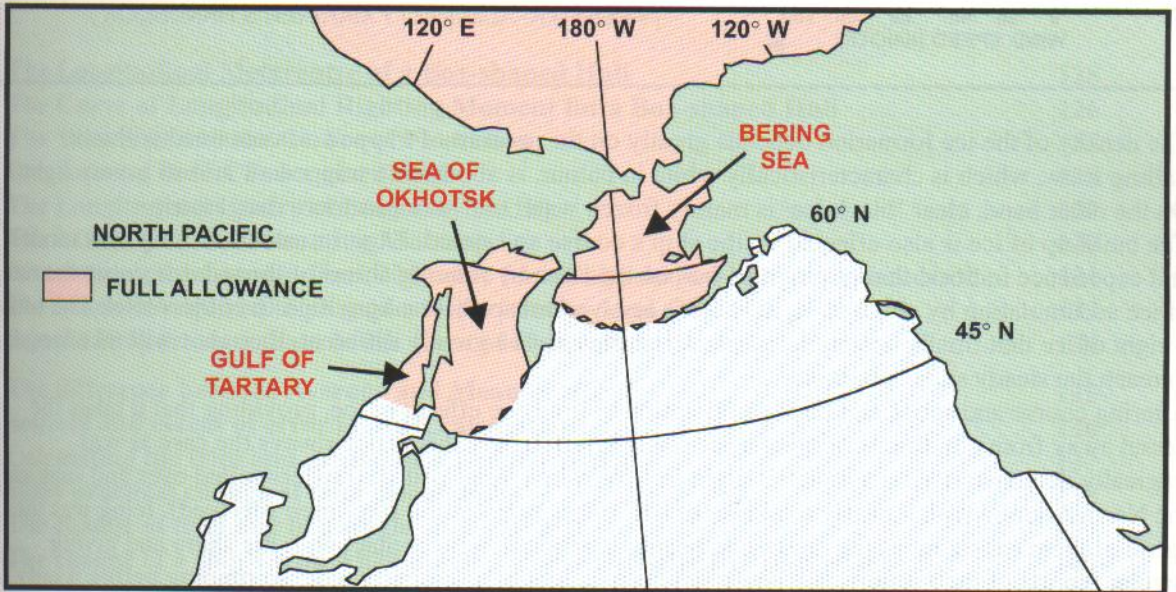 120° E
180° W
120° W
BERING
SEA
SEA OF
OKHOTSK
60° N
NORTH PACIFIC
FULL ALLOWANCE
45° N
GULF OF
TARTARY